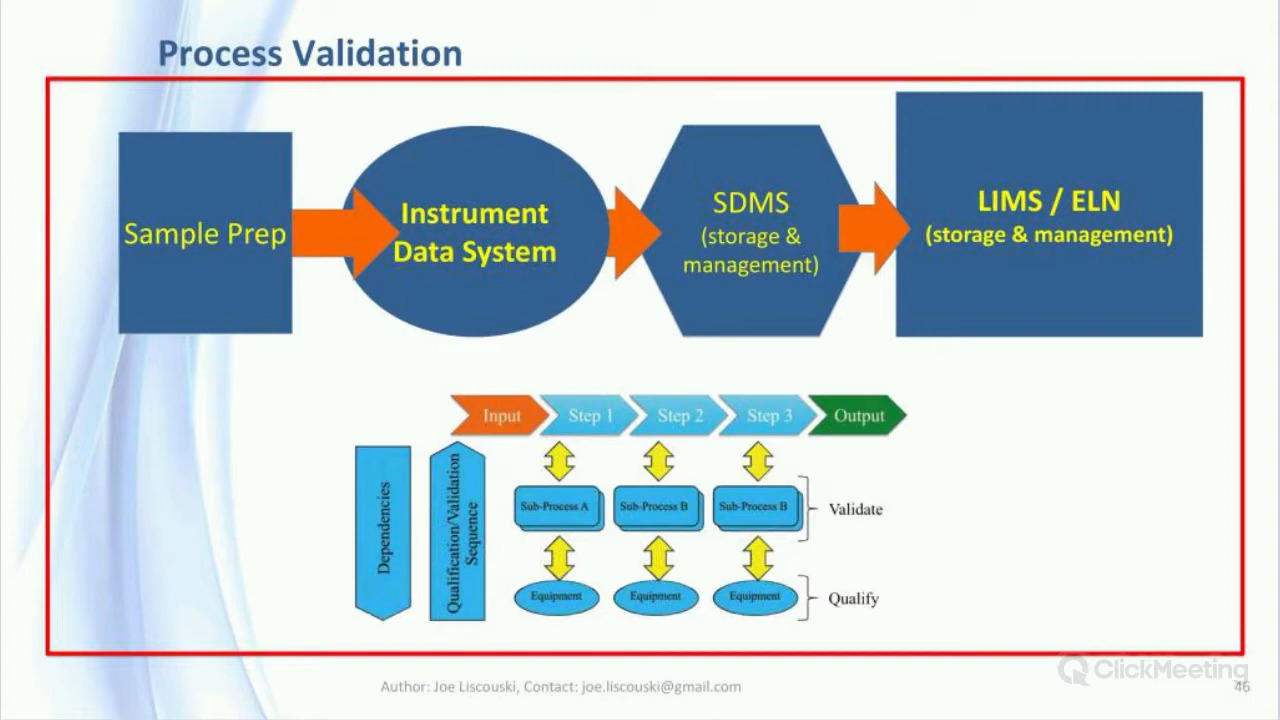 Process Validation
Sample Prep
Instrument
Data System
SDMS
(storage &
management)
LIMS / ELN
(storage & management)
Input
Step 1
Step 2
Step 3
Output
Dependencies
Qualification/Validation
Sequence
Sub-Process A
Sub-Process B
Sub-Process B
Validate
Equipment
Equipment
Equipment
Qualify
ClickMeeting
Author: Joe Liscouski, Contact: joe.liscouski@gmail.com
46